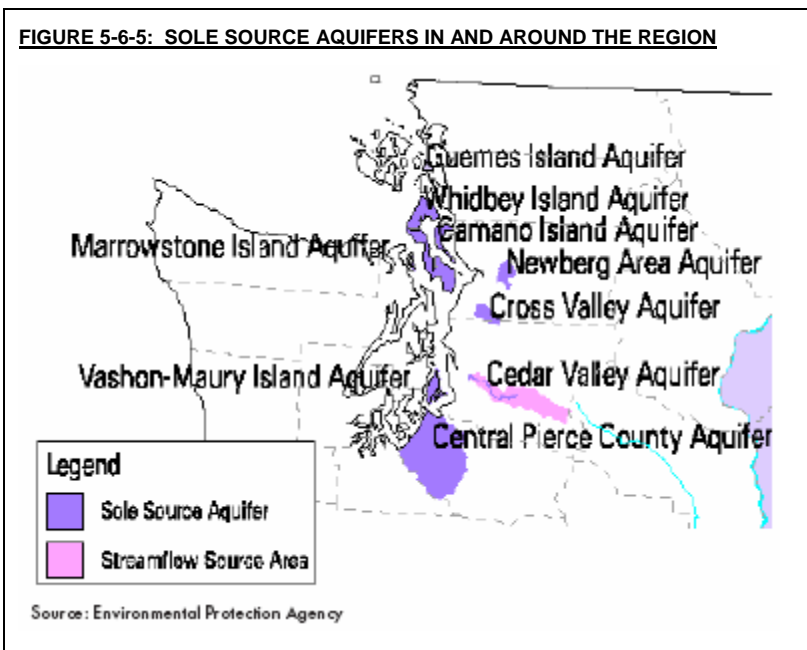 FIGURE 5-6-5: SOLE SOURCE AQUIFERS IN AND AROUND THE REGION
Guemes Island Aquifer
Whidbey Island Aquifer
Camano Island Aquifer
Marrowstone Island Aquifer
Newberg Area Aquifer
Cross Valley Aquifer
Vashon-Maury Island Aquifer
Cedar Valley Aquifer
Central Pierce County Aquifer
Legend
Sole Source Aquifer
Streamflow Source Area
Source: Environmental Protection Agency